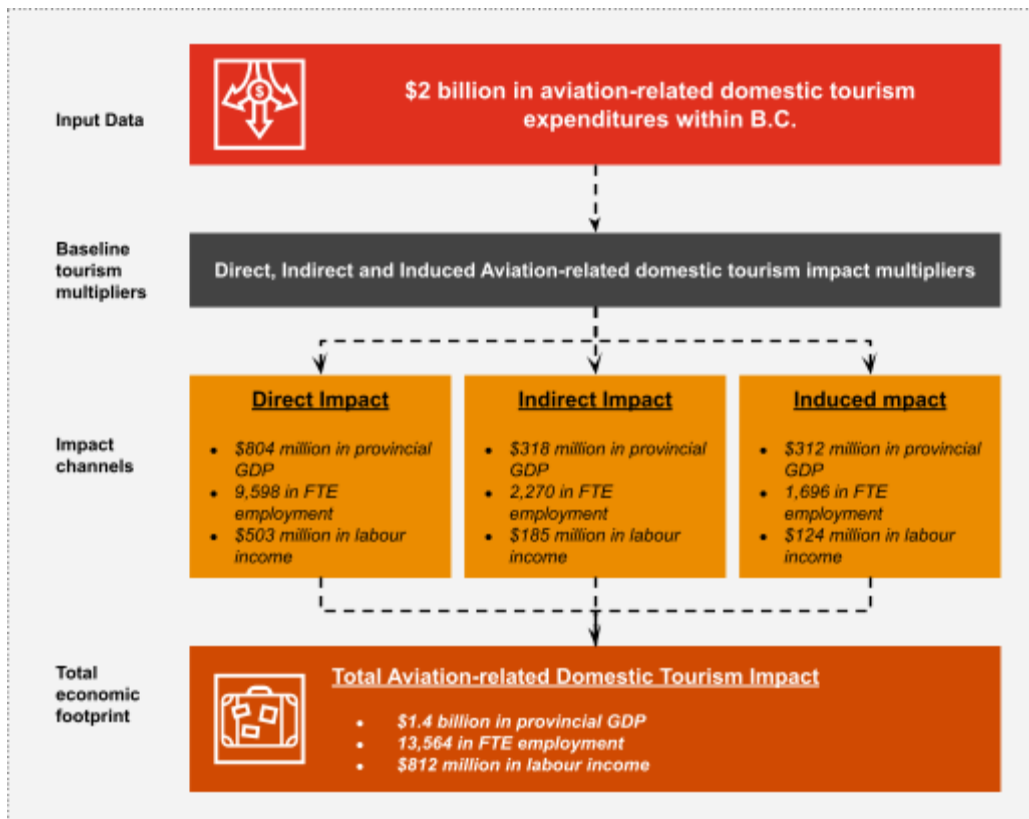 Input Data
$
$2 billion in aviation-related domestic tourism
expenditures within B.C.
Baseline
tourism
multipliers
Direct, Indirect and Induced Aviation-related domestic tourism impact multipliers
Impact
channels
Direct Impact
• $804 million in provincial
GDP
• 9,598 in FTE
employment
• $503 million in labour
income
Indirect Impact
• $318 million in provincial
GDP
• 2,270 in FTE
employment
• $185 million in labour
income
Induced mpact
• $312 million in provincial
GDP
• 1,696 in FTE
employment
• $124 million in labour
income
Total
economic
footprint
Total Aviation-related Domestic Tourism Impact
• $1.4 billion in provincial GDP
• 13,564 in FTE employment
• $812 million in labour income